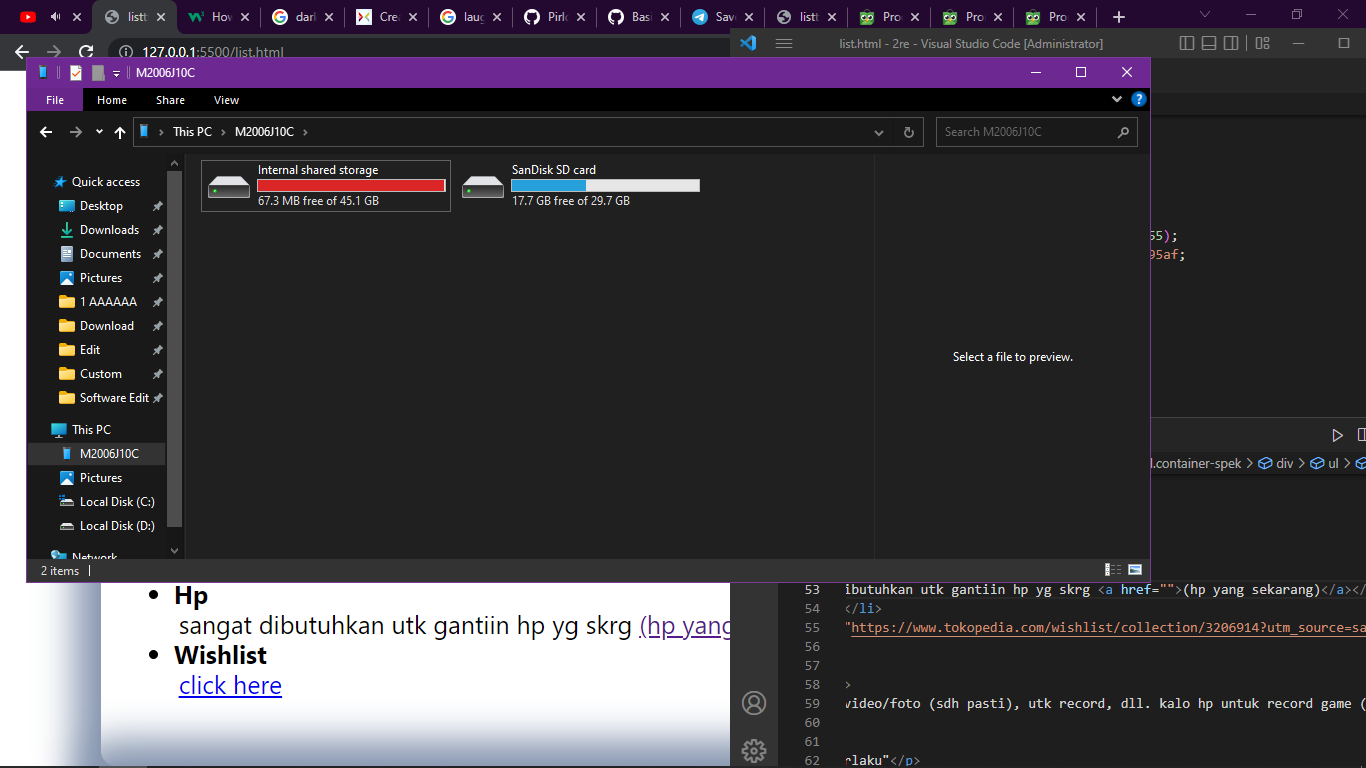 listt
How
dark
Crea
laug
Pirlo
Basi
Save
listt
Pro
Pro
Pro
127.0.0.1:5500/list.html
list.html - 2re - Visual Studio Code [Administrator]
M2006J10C
File Home Share View
This PC M2006J10C
Search M2006J10C
Quick access
Desktop
Downloads
Documents
Pictures
1 AAAAAA
Download
Edit
Custom
Software Edit
This PC
M2006J10C
Pictures
Local Disk (C:)
Local Disk (D:)
Network
Internal shared storage
67.3 MB free of 45.1 GB
SanDisk SD card
17.7 GB free of 29.7 GB
Select a file to preview.
2 items
55);
95af;
l.container-spek > div > ul >
Hp
sangat dibutuhkan utk gantiin hp yg skrg (hp yang
Wishlist
click here
53 ibutuhkan utk gantiin hp yg skrg <a href="">(hp yang sekarang)</a></
54 </li>
55 "https://www.tokopedia.com/wishlist/collection/3206914?utm_source=sa
56
57
58 >
59 video/foto (sdh pasti), utk record, dll. kalo hp untuk record game (
60
61
62 rlaku"</p>